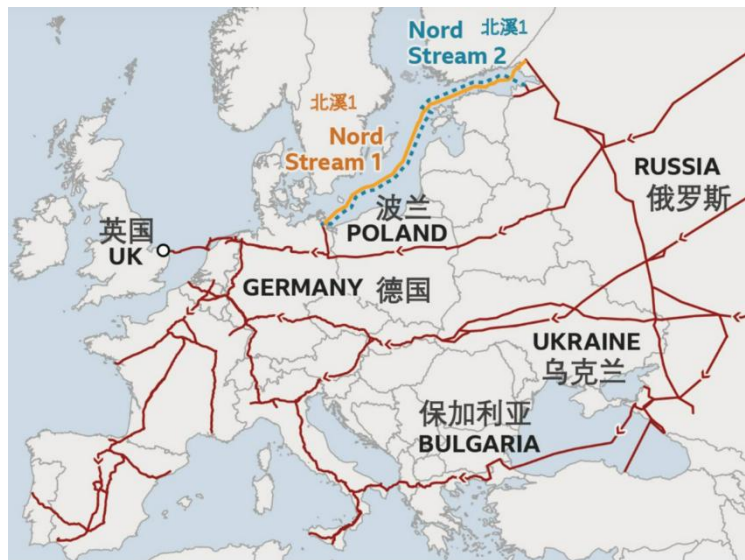 Nord 北溪1
Stream 2
北溪1
Nord
Stream 1
RUSSIA
俄罗斯
波兰
POLAND
英国
UK
GERMANY 德国
UKRAINE
乌克兰
保加利亚
BULGARIA